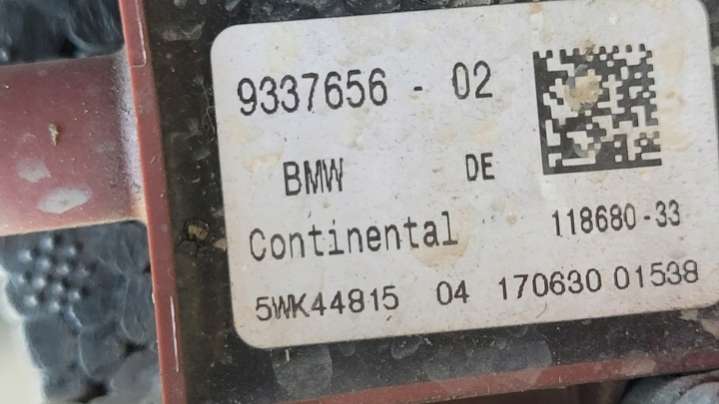 9337656 - 02
BMW DE
Continental 118680-33
5WK44815 04 170630 01538